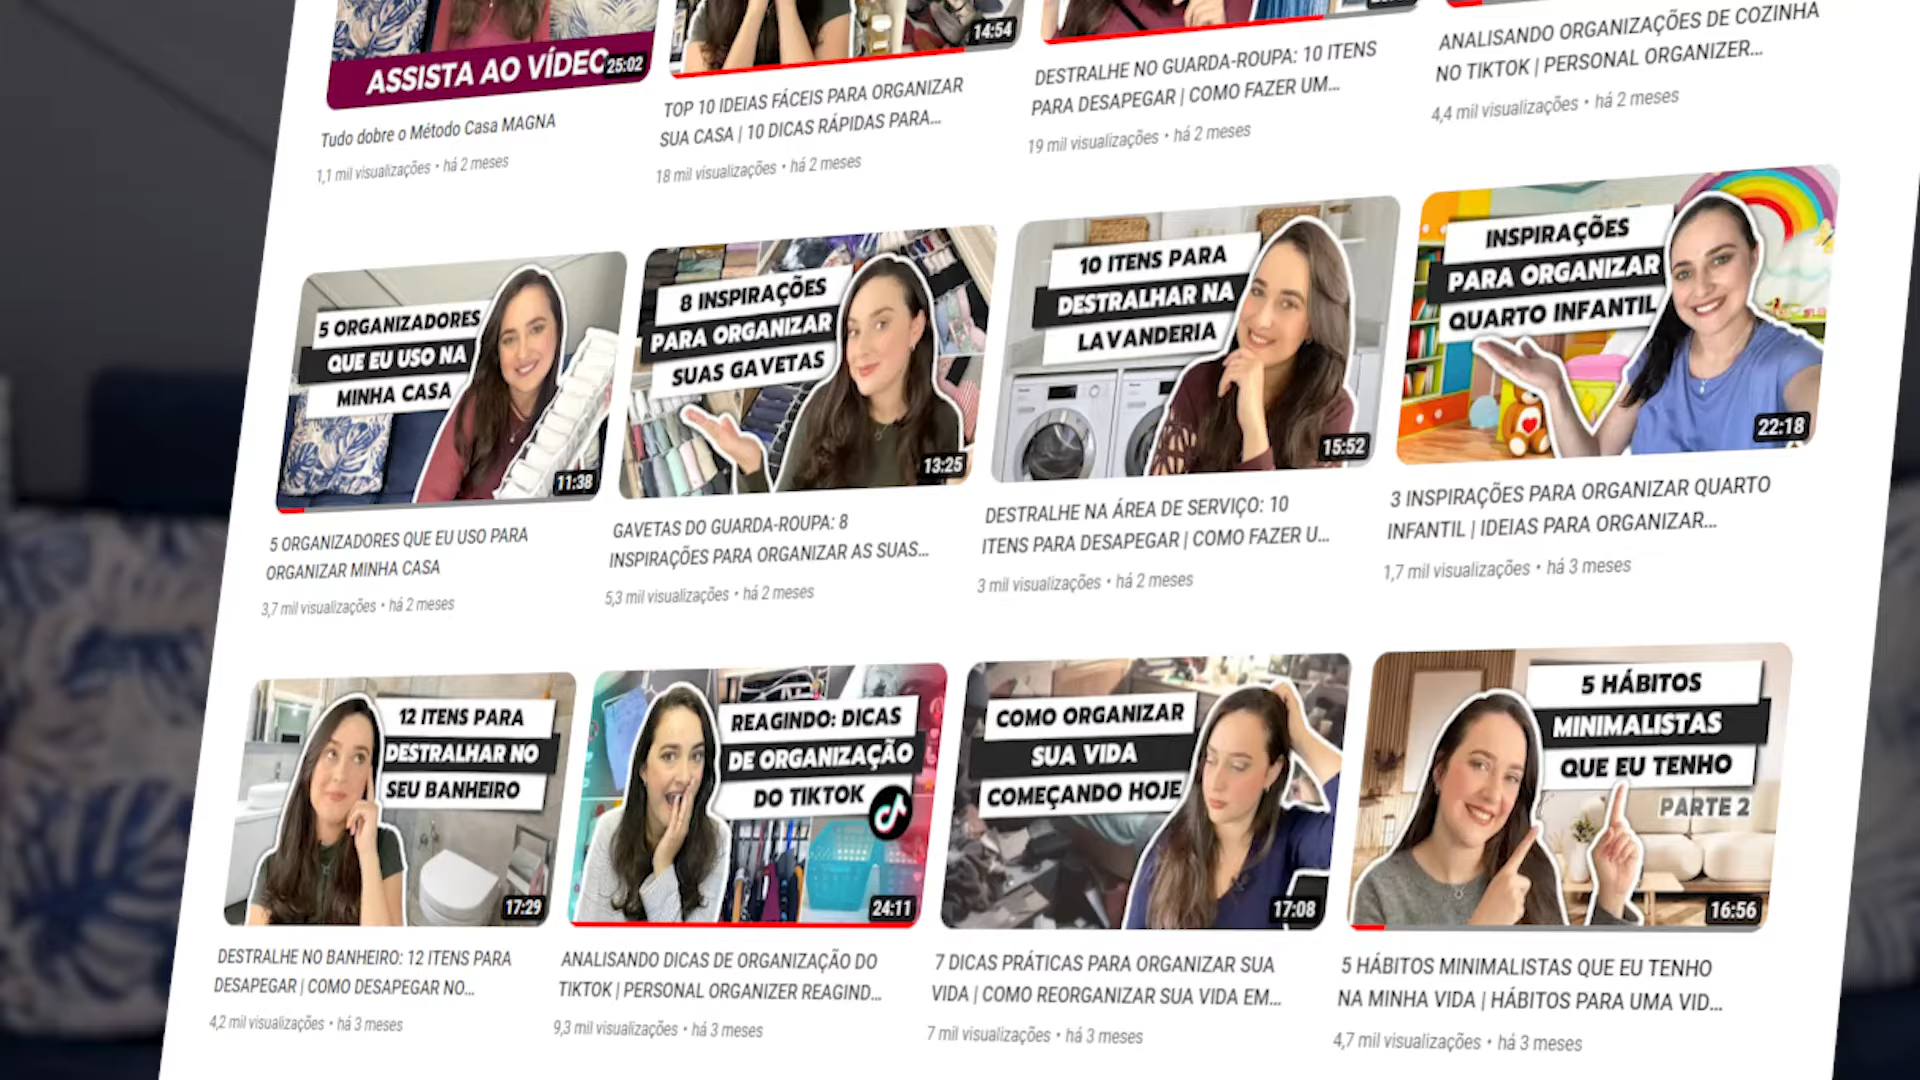 ASSISTA AO VÍDEO
25:02
Tudo dobre o Método Casa MAGNA
1,1 mil visualizações • há 2 meses
14:54
TOP 10 IDEIAS FÁCEIS PARA ORGANIZAR
SUA CASA | 10 DICAS RÁPIDAS PARA...
18 mil visualizações • há 2 meses
DESTRALHE NO GUARDA-ROUPA: 10 ITENS
PARA DESAPEGAR | COMO FAZER UM...
19 mil visualizações • há 2 meses
ANALISANDO ORGANIZAÇÕES DE COZINHA
NO TIKTOK | PERSONAL ORGANIZER...
4,4 mil visualizações • há 2 meses
5 ORGANIZADORES
QUE EU USO NA
MINHA CASA
11:38
5 ORGANIZADORES QUE EU USO PARA
ORGANIZAR MINHA CASA
3,7 mil visualizações • há 2 meses
8 INSPIRAÇÕES
PARA ORGANIZAR
SUAS GAVETAS
13:25
GAVETAS DO GUARDA-ROUPA: 8
INSPIRAÇÕES PARA ORGANIZAR AS SUAS...
5,3 mil visualizações • há 2 meses
10 ITENS PARA
DESTRALHAR NA
LAVANDERIA
15:52
DESTRALHE NA ÁREA DE SERVIÇO: 10
ITENS PARA DESAPEGAR | COMO FAZER U...
3 mil visualizações • há 2 meses
INSPIRAÇÕES
PARA ORGANIZAR
QUARTO INFANTIL
22:18
3 INSPIRAÇÕES PARA ORGANIZAR QUARTO
INFANTIL | IDEIAS PARA ORGANIZAR...
1,7 mil visualizações • há 3 meses
12 ITENS PARA
DESTRALHAR NO
SEU BANHEIRO
17:29
DESTRALHE NO BANHEIRO: 12 ITENS PARA
DESAPEGAR | COMO DESAPEGAR NO...
4,2 mil visualizações • há 3 meses
REAGINDO: DICAS
DE ORGANIZAÇÃO
DO TIKTOK
24:11
ANALISANDO DICAS DE ORGANIZAÇÃO DO
TIKTOK | PERSONAL ORGANIZER REAGIND...
9,3 mil visualizações • há 3 meses
COMO ORGANIZAR
SUA VIDA
COMEÇANDO HOJE
17:08
7 DICAS PRÁTICAS PARA ORGANIZAR SUA
VIDA | COMO REORGANIZAR SUA VIDA EM...
7 mil visualizações • há 3 meses
5 HÁBITOS
MINIMALISTAS
QUE EU TENHO
PARTE 2
16:56
5 HÁBITOS MINIMALISTAS QUE EU TENHO
NA MINHA VIDA | HÁBITOS PARA UMA VID...
4,7 mil visualizações • há 3 meses